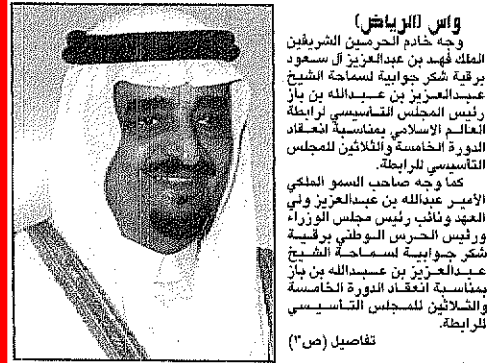 واس (الرياض)
وجه خادم الحرمين الشريفين
الملك فهد بن عبدالعزيز آل سعود
برقية شكر جوابية لسماحة الشيخ
عبدالعزيز بن عبدالله بن باز
رئيس المجلس التأسيسي لرابطة
العالم الاسلامي بمناسبة انعقاد
الدورة الخامسة والثلاثين للمجلس
التأسيسي للرابطة.
كما وجه صاحب السمو الملكي
الأمير عبدالله بن عبدالعزيز ولي
العهد ونائب رئيس مجلس الوزراء
ورئيس الحرس الوطني برقية
شكر جوابية لسماحة الشيخ
عبدالعزيز بن عبدالله بن باز
بمناسبة انعقاد الدورة الخامسة
والثلاثين للمجلس التأسيسي
للرابطة.
تفاصيل (ص٣)